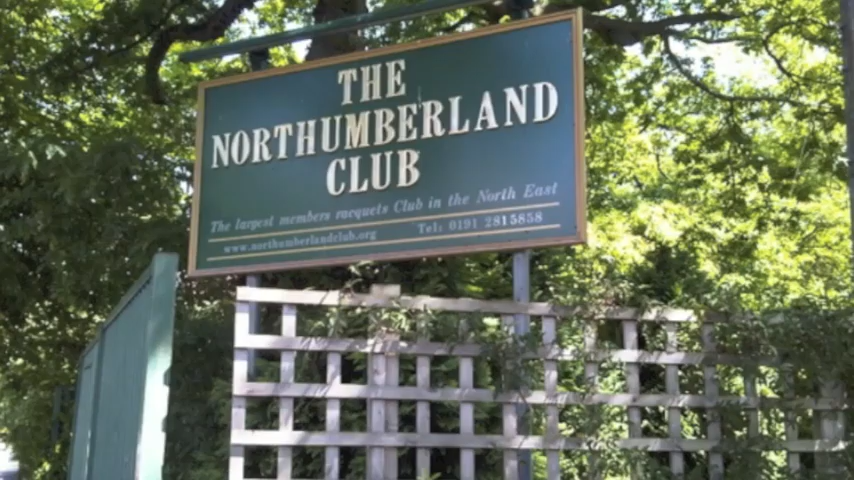 THE
NORTHUMBERLAND
CLUB
The largest members racquets Club in the North East
www.northumberlandclub.org Tel: 0191 2815858